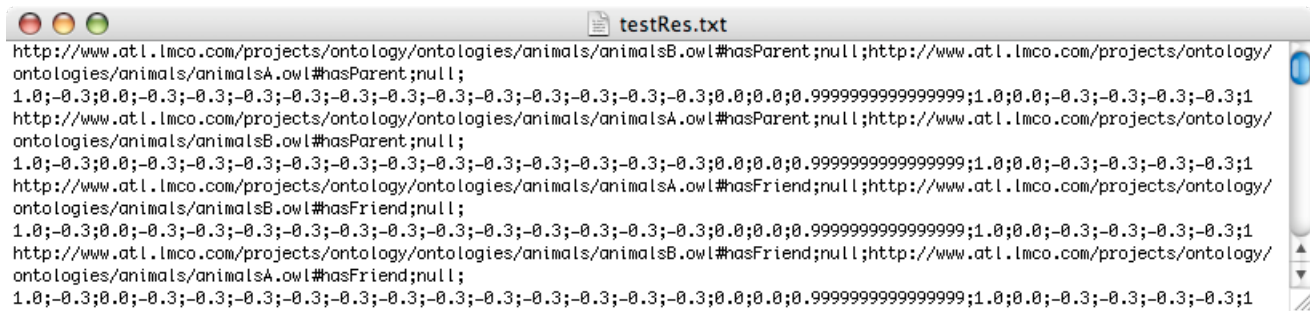 testRes.txt
http://www.atl.lmco.com/projects/ontology/ontologies/animals/animalsB.owl#hasParent;null;http://www.atl.lmco.com/projects/ontology/
ontologies/animals/animalsA.owl#hasParent;null;
1.0;-0.3;0.0;-0.3;-0.3;-0.3;-0.3;-0.3;-0.3;-0.3;-0.3;-0.3;-0.3;-0.3;0.0;0.0;0.9999999999999999;1.0;0.0;-0.3;-0.3;-0.3;-0.3;1
http://www.atl.lmco.com/projects/ontology/ontologies/animals/animalsA.owl#hasParent;null;http://www.atl.lmco.com/projects/ontology/
ontologies/animals/animalsB.owl#hasParent;null;
1.0;-0.3;0.0;-0.3;-0.3;-0.3;-0.3;-0.3;-0.3;-0.3;-0.3;-0.3;-0.3;-0.3;0.0;0.0;0.9999999999999999;1.0;0.0;-0.3;-0.3;-0.3;-0.3;1
http://www.atl.lmco.com/projects/ontology/ontologies/animals/animalsA.owl#hasFriend;null;http://www.atl.lmco.com/projects/ontology/
ontologies/animals/animalsB.owl#hasFriend;null;
1.0;-0.3;0.0;-0.3;-0.3;-0.3;-0.3;-0.3;-0.3;-0.3;-0.3;-0.3;-0.3;-0.3;0.0;0.0;0.9999999999999999;1.0;0.0;-0.3;-0.3;-0.3;-0.3;1
http://www.atl.lmco.com/projects/ontology/ontologies/animals/animalsB.owl#hasFriend;null;http://www.atl.lmco.com/projects/ontology/
ontologies/animals/animalsA.owl#hasFriend;null;
1.0;-0.3;0.0;-0.3;-0.3;-0.3;-0.3;-0.3;-0.3;-0.3;-0.3;-0.3;-0.3;-0.3;0.0;0.0;0.9999999999999999;1.0;0.0;-0.3;-0.3;-0.3;-0.3;1